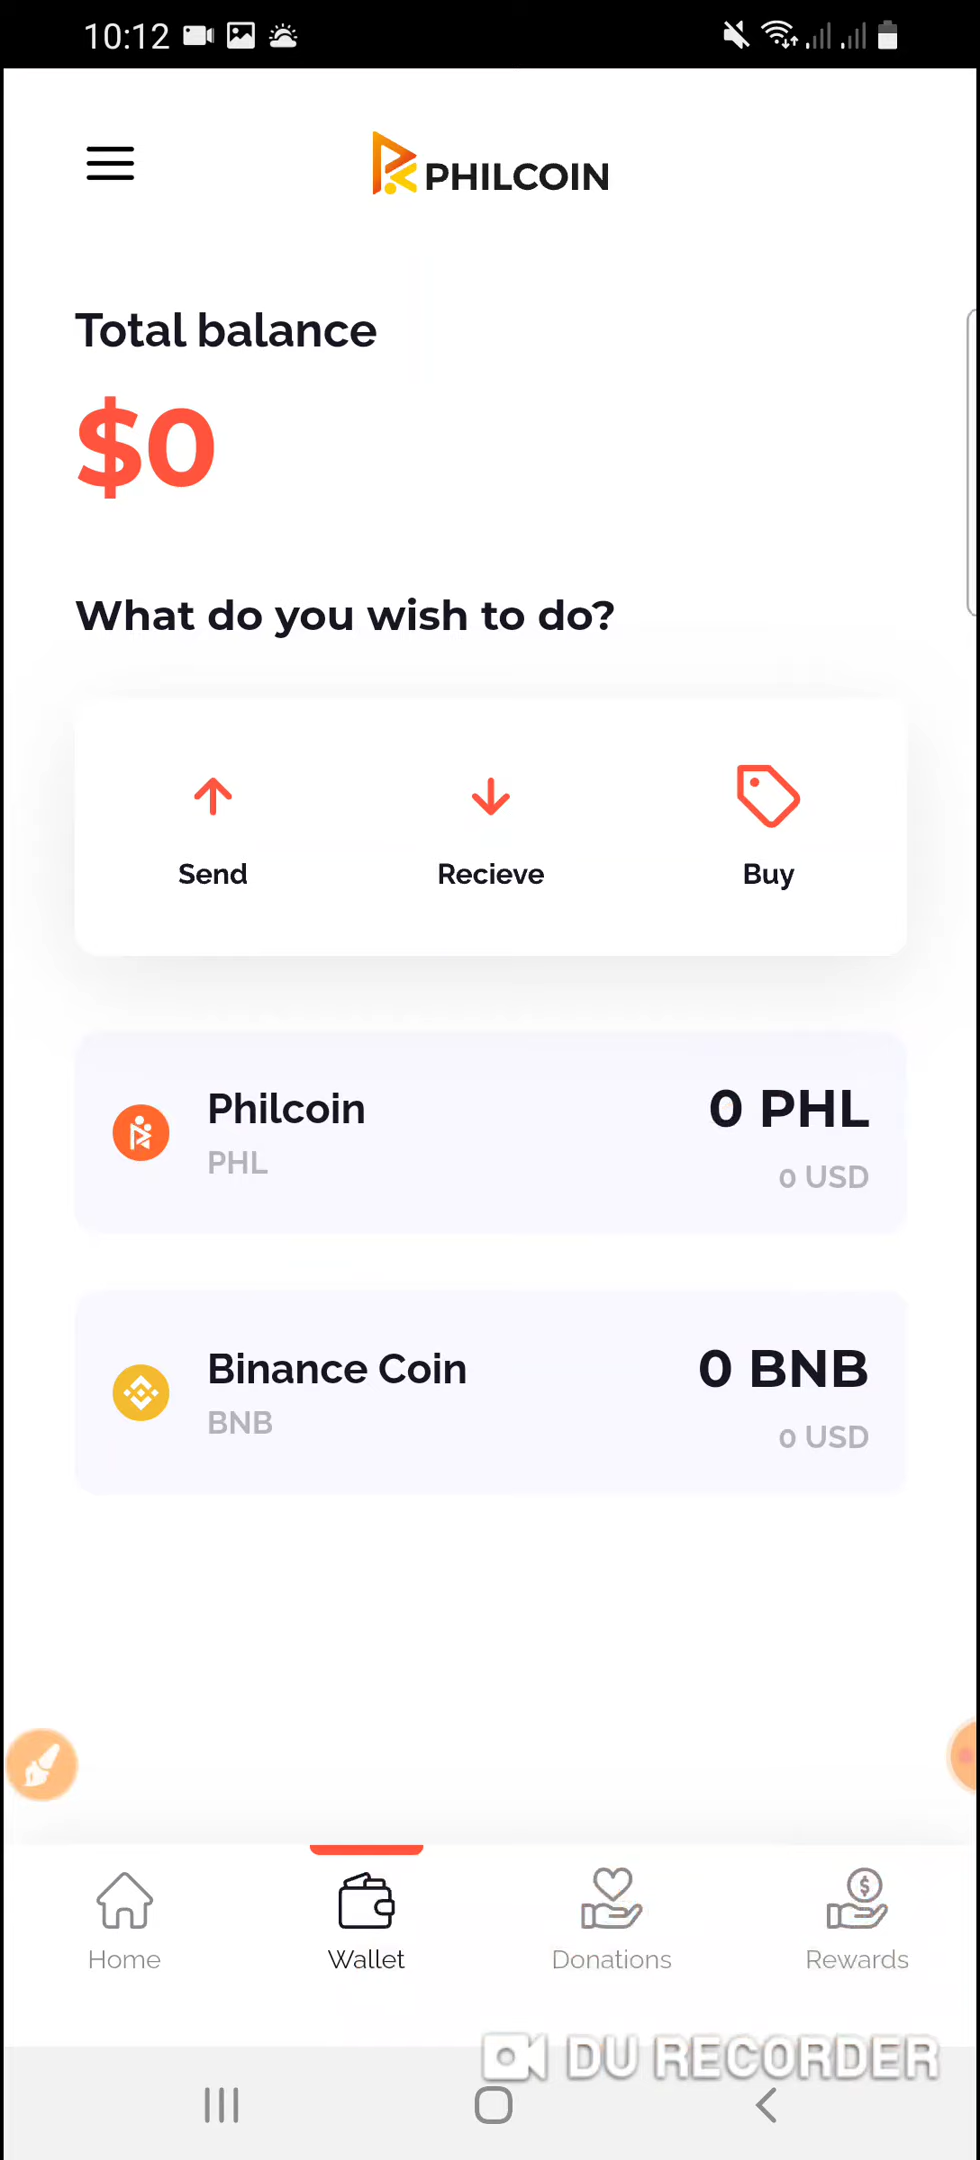 10:12
PHILCOIN
Total balance
$0
What do you wish to do?
Send
Recieve
Buy
Philcoin
0 PHL
PHL
0 USD
Binance Coin
0 BNB
BNB
0 USD
Home
Wallet
Donations
Rewards
DU RECORDER